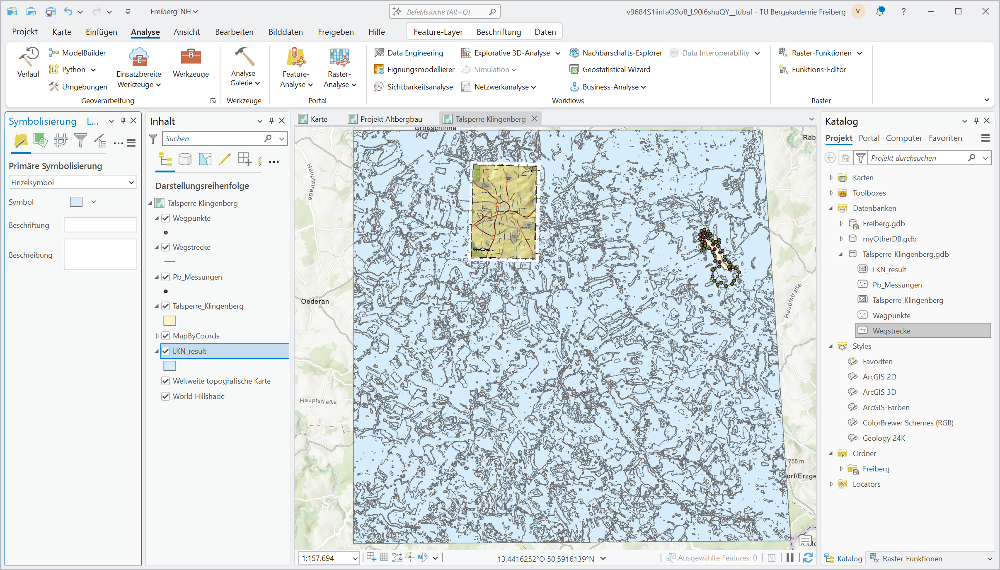 Freiberg_NH
Befehlssuche (Alt+Q)
v9684S1iinfaO9o8_L90i6shuQY__tubaf - TU Bergakademie Freiberg
V
?
Projekt
Karte
Einfügen
Analyse
Ansicht
Bearbeiten
Bilddaten
Freigeben
Hilfe
Feature-Layer
Beschriftung
Daten
Verlauf
ModelBuilder
Python
Umgebungen
Einsatzbereite
Werkzeuge
Werkzeuge
Geoverarbeitung
Analyse-
Galerie
Werkzeuge
Feature-
Analyse
Raster-
Analyse
Portal
Data Engineering
Eignungsmodellierer
Sichtbarkeitsanalyse
Explorative 3D-Analyse
Simulation
Netzwerkanalyse
Nachbarschafts-Explorer
Geostatistical Wizard
Business-Analyse
Data Interoperability
Workflows
Raster-Funktionen
Funktions-Editor
Raster
Symbolisierung - L...
Primäre Symbolisierung
Einzelsymbol
Symbol
Beschriftung
Beschreibung
Inhalt
Suchen
Darstellungsreihenfolge
Talsperre Klingenberg
Wegpunkte
Wegstrecke
Pb_Messungen
Talsperre_Klingenberg
MapByCoords
LKN_result
Weltweite topografische Karte
World Hillshade
Karte
Projekt Altbergbau
Talsperre Klingenberg
Großschirma
Rab
Hauptstraße
Oederan
Hauptstraße
Hauptstraße
755 m
orf/Erzge
Mo
1:157.694
13,4416252°O 50,5916139°N
Ausgewählte Features: 0
Katalog
Projekt
Portal
Computer
Favoriten
Projekt durchsuchen
Karten
Toolboxes
Datenbanken
Freiberg.gdb
myOtherDB.gdb
Talsperre_Klingenberg.gdb
LKN_result
Pb_Messungen
Talsperre_Klingenberg
Wegpunkte
Wegstrecke
Styles
Favoriten
ArcGIS 2D
ArcGIS 3D
ArcGIS-Farben
ColorBrewer Schemes (RGB)
Geology 24K
Ordner
Freiberg
Locators
Katalog
Raster-Funktionen